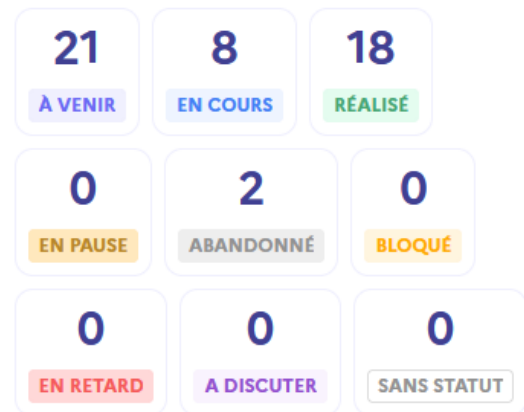 21 8 18
À VENIR EN COURS RÉALISÉ
0 2 0
EN PAUSE ABANDONNÉ BLOQUÉ
0 0 0
EN RETARD A DISCUTER SANS STATUT